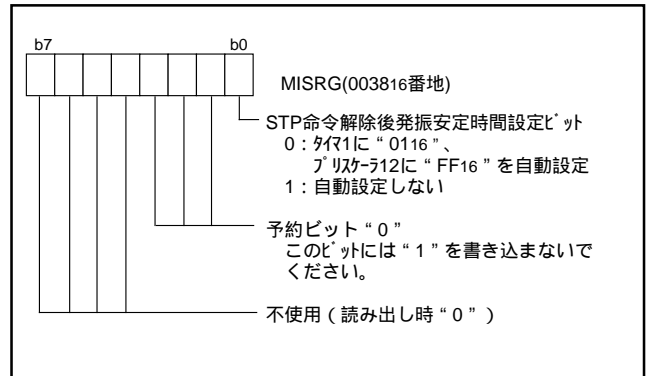 b7 b0
MISRG(003816番地)
STP命令解除後発振安定時間設定ビット
0:タイマ1に“0116”、
プリスケーラ12に“FF16”を自動設定
1:自動設定しない
予約ビット“0”
このビットには“1”を書き込まないで
ください。
不使用(読み出し時“0”)